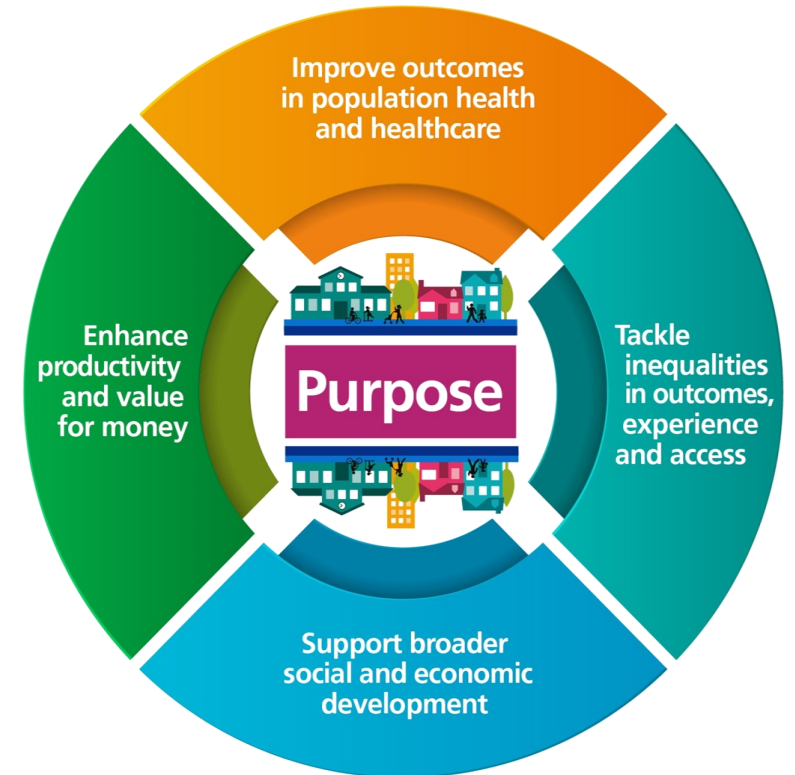 Improve outcomes
in population health
and healthcare
Enhance
productivity
and value
for money
Purpose
Tackle
inequalities
in outcomes,
experience
and access
Support broader
social and economic
development